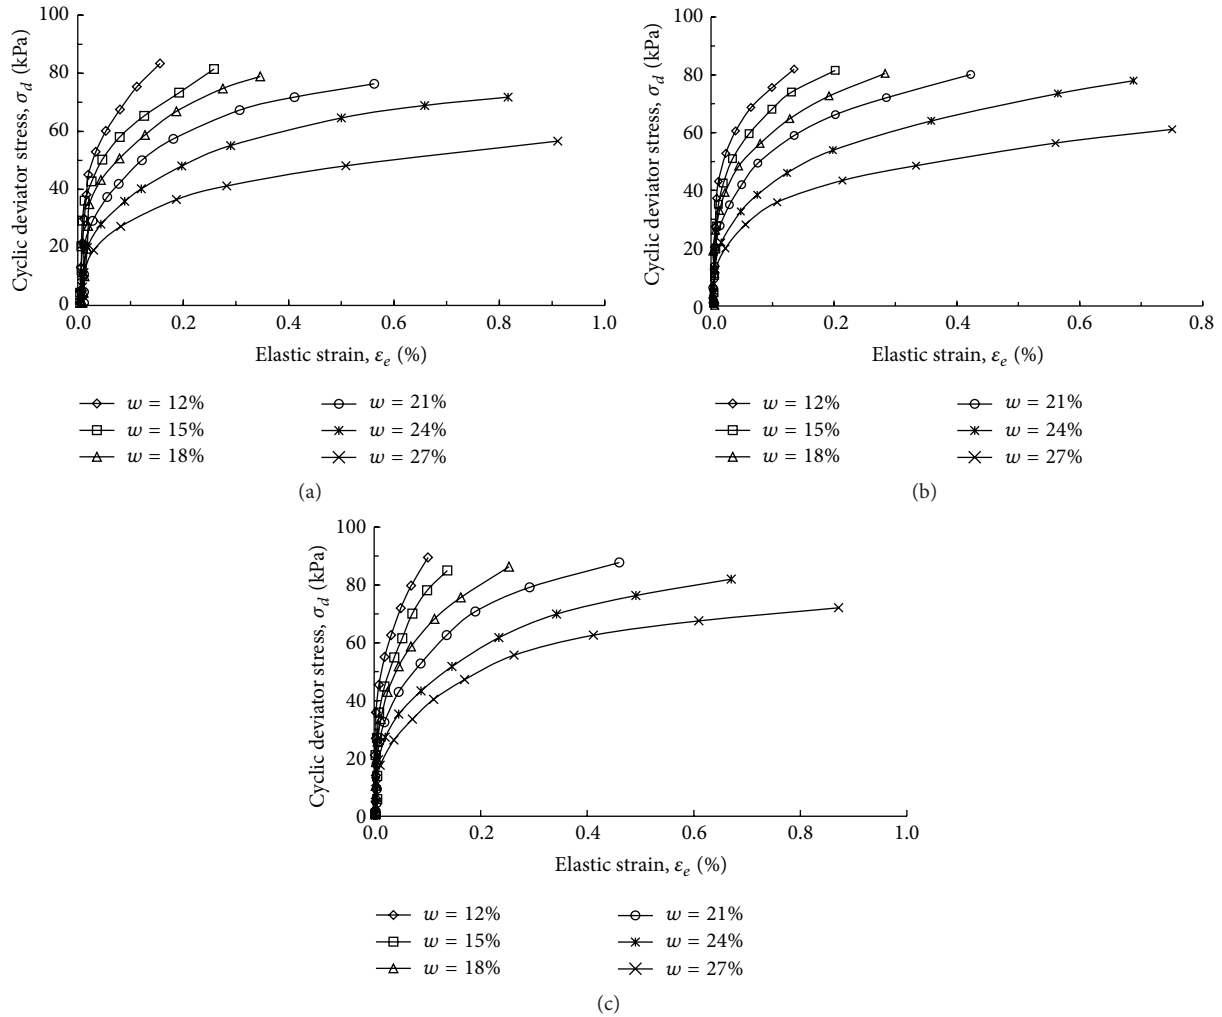 100
80
60
40
20
0
Cyclic deviator stress, σd (kPa)
0.0 0.2 0.4 0.6 0.8 1.0
Elastic strain, εe (%)
w = 12% w = 21%
w = 15% w = 24%
w = 18% w = 27%
(a)
100
80
60
40
20
0
Cyclic deviator stress, σd (kPa)
0.0 0.2 0.4 0.6 0.8
Elastic strain, εe (%)
w = 12% w = 21%
w = 15% w = 24%
w = 18% w = 27%
(b)
100
80
60
40
20
0
Cyclic deviator stress, σd (kPa)
0.0 0.2 0.4 0.6 0.8 1.0
Elastic strain, εe (%)
w = 12% w = 21%
w = 15% w = 24%
w = 18% w = 27%
(c)